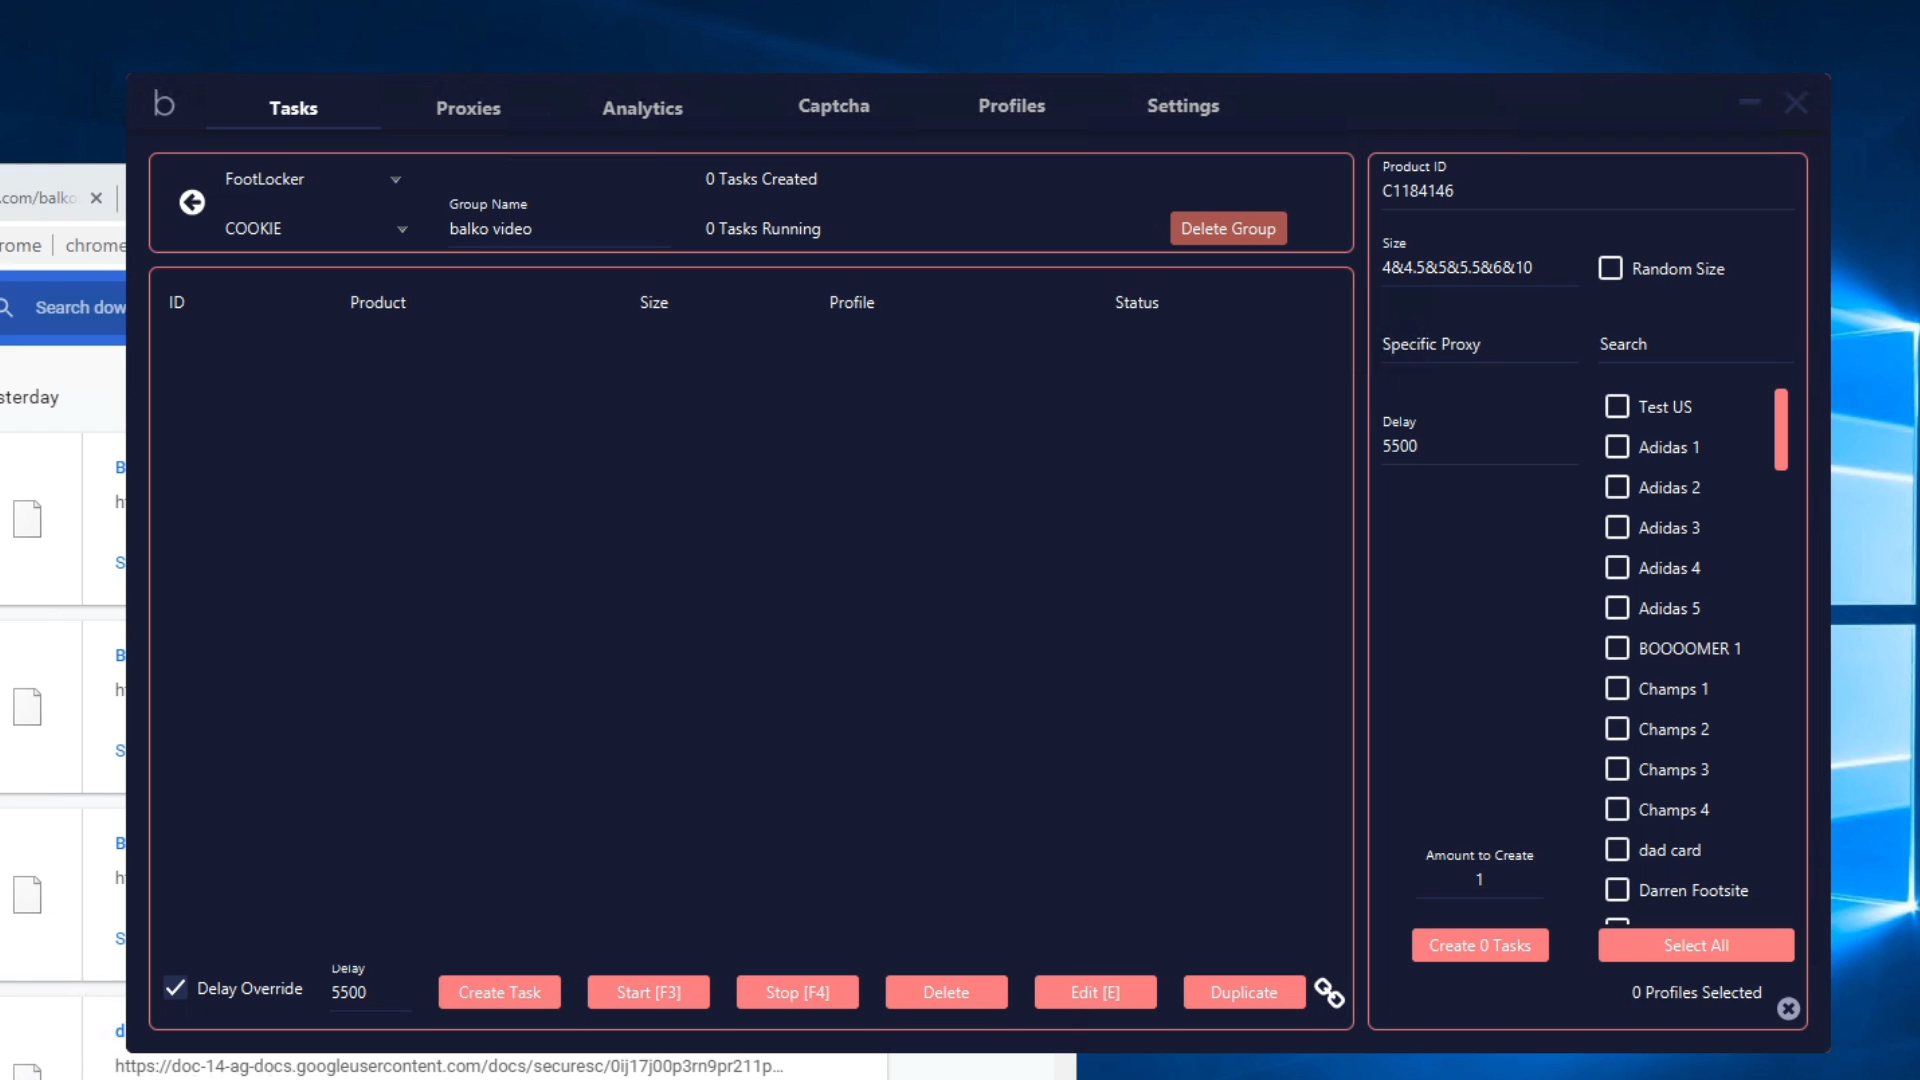 b
Tasks
Proxies
Analytics
Captcha
Profiles
Settings
.com/balko
rome
chrome
Search dow
sterday
FootLocker
COOKIE
Group Name
balko video
0 Tasks Created
0 Tasks Running
Delete Group
ID
Product
Size
Profile
Status
Delay Override
Delay
5500
Create Task
Start [F3]
Stop [F4]
Delete
Edit [E]
Duplicate
Product ID
C1184146
Size
4&4.5&5&5.5&6&10
Random Size
Specific Proxy
Search
Delay
5500
Test US
Adidas 1
Adidas 2
Adidas 3
Adidas 4
Adidas 5
BOOOOMER 1
Champs 1
Champs 2
Champs 3
Champs 4
dad card
Darren Footsite
Amount to Create
1
Create 0 Tasks
Select All
0 Profiles Selected
B
h
S
B
h
S
B
h
S
d
https://doc-14-ag-docs.googleusercontent.com/docs/securesc/0ij17j00p3rn9pr211p...